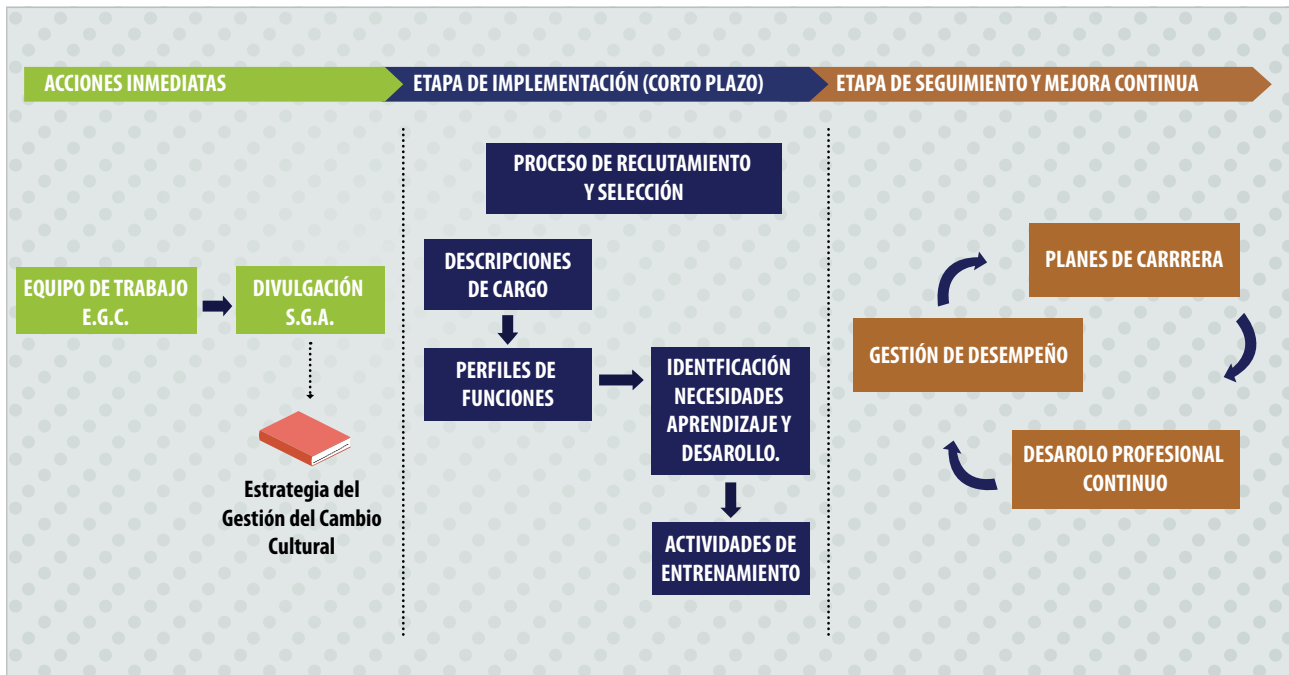 ACCIONES INMEDIATAS
ETAPA DE IMPLEMENTACIÓN (CORTO PLAZO)
ETAPA DE SEGUIMIENTO Y MEJORA CONTINUA
EQUIPO DE TRABAJO
E.G.C.
DIVULGACIÓN
S.G.A.
Estrategia del
Gestión del Cambio
Cultural
PROCESO DE RECLUTAMIENTO
Y SELECCIÓN
DESCRIPCIONES
DE CARGO
PERFILES DE
FUNCIONES
IDENTFICACIÓN
NECESIDADES
APRENDIZAJE Y
DESAROLLO.
ACTIVIDADES DE
ENTRENAMIENTO
PLANES DE CARRRERA
GESTIÓN DE DESEMPEÑO
DESAROLO PROFESIONAL
CONTINUO